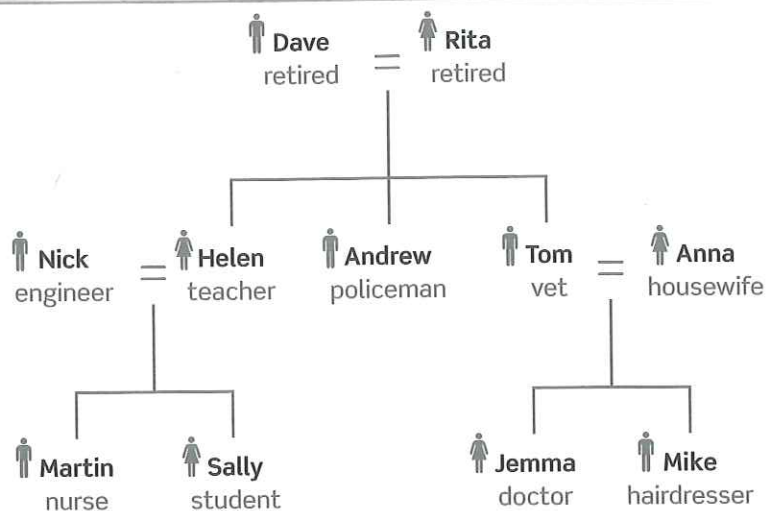 Dave
retired
=
Rita
retired
Nick
engineer
=
Helen
teacher
Andrew
policeman
Tom
vet
=
Anna
housewife
Martin
nurse
Sally
student
Jemma
doctor
Mike
hairdresser